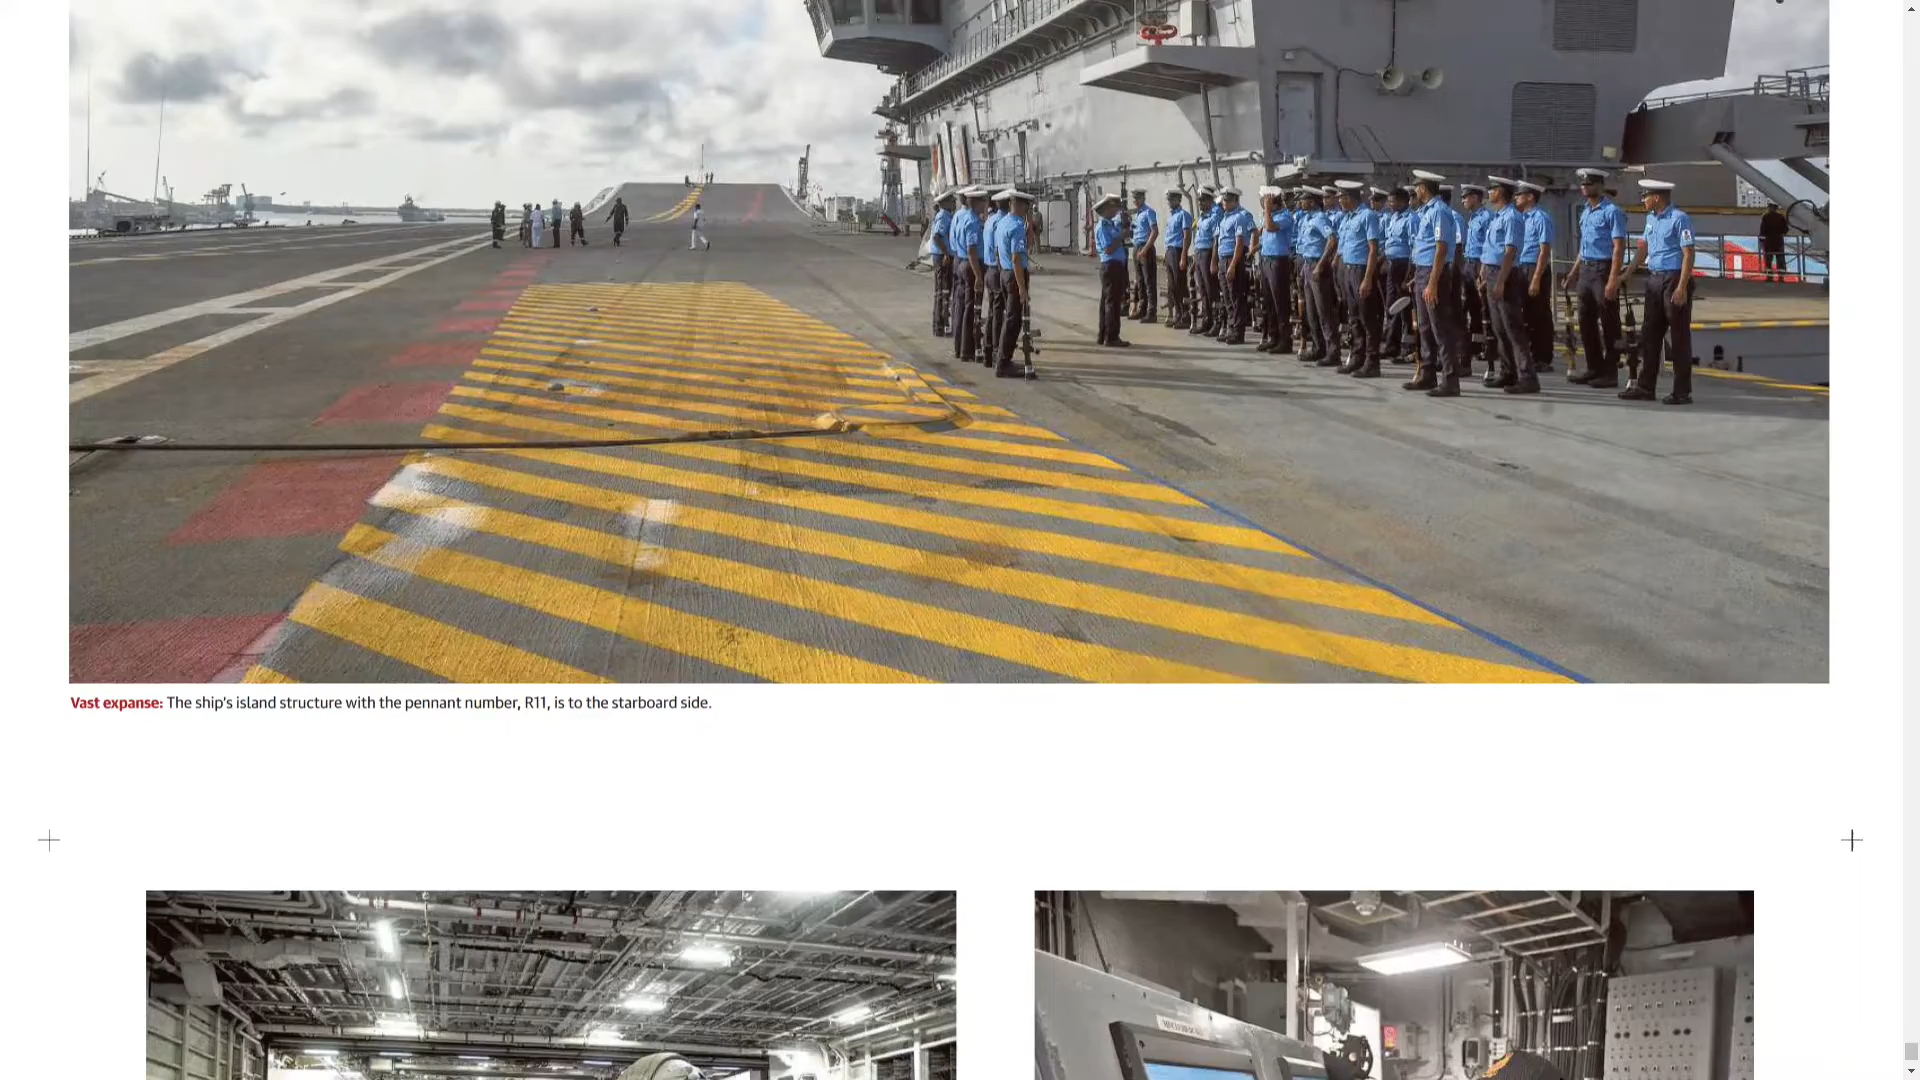 Vast expanse: The ship's island structure with the pennant number, R11, is to the starboard side.